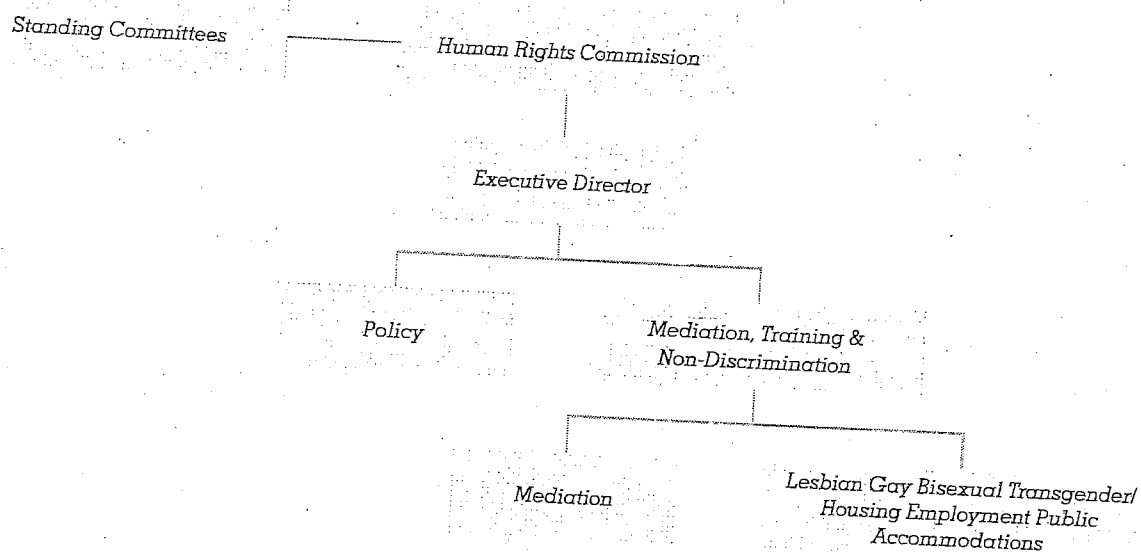 Standing Committees
Human Rights Commission
Executive Director
Policy
Mediation, Training &
Non-Discrimination
Mediation
Lesbian Gay Bisexual Transgender/
Housing Employment Public
Accommodations